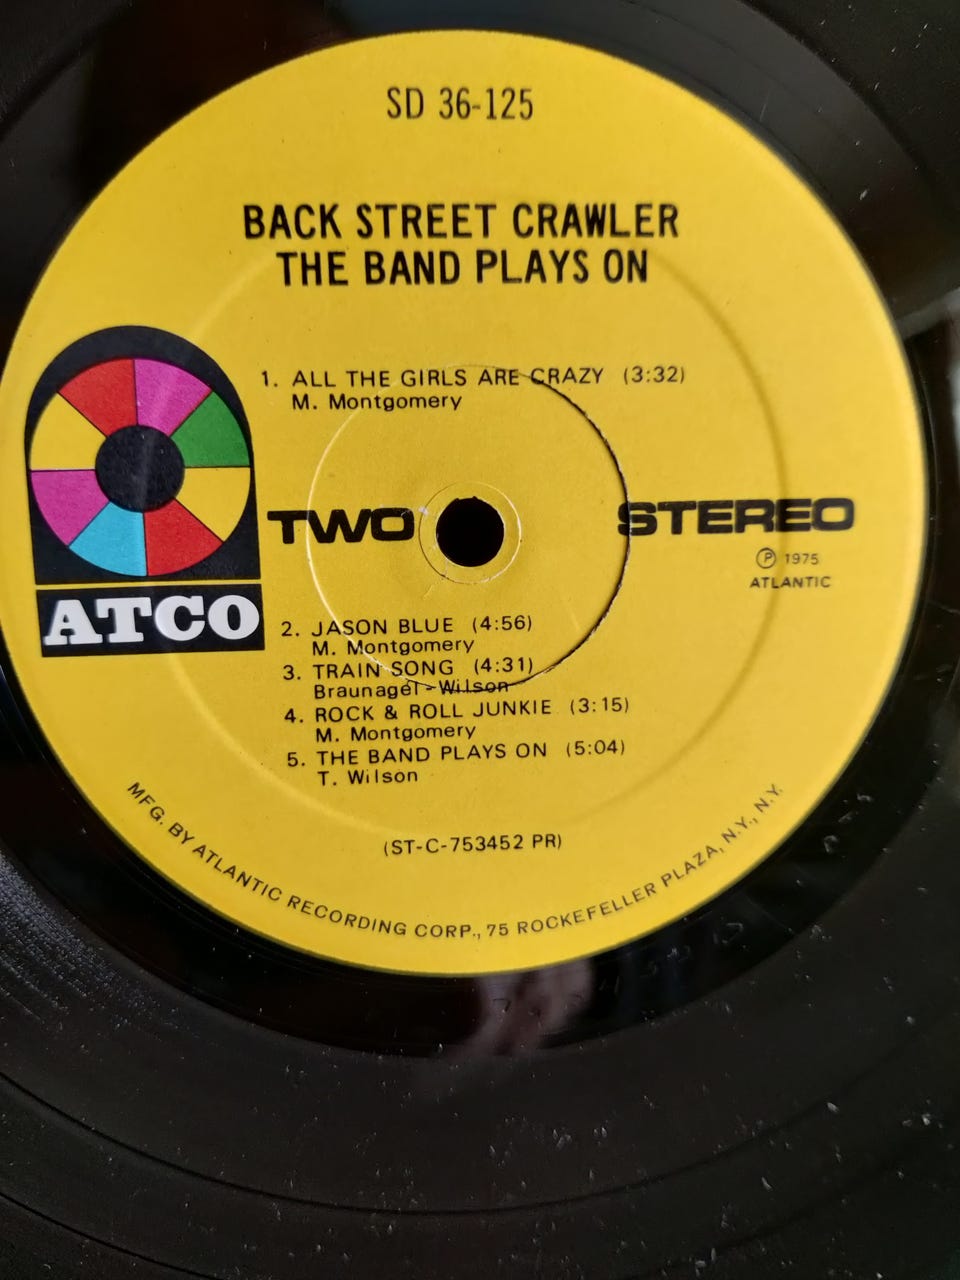 SD 36-125
BACK STREET CRAWLER
THE BAND PLAYS ON
1. ALL THE GIRLS ARE CRAZY (3:32)
M. Montgomery
TWO
STEREO
Ⓟ 1975
ATLANTIC
ATCO
2. JASON BLUE (4:56)
M. Montgomery
3. TRAIN SONG (4:31)
Braunagel - Wilson
4. ROCK & ROLL JUNKIE (3:15)
M. Montgomery
5. THE BAND PLAYS ON (5:04)
T. Wilson
(ST-C-753452 PR)
MFG. BY ATLANTIC RECORDING CORP., 75 ROCKEFELLER PLAZA, N.Y., N.Y.